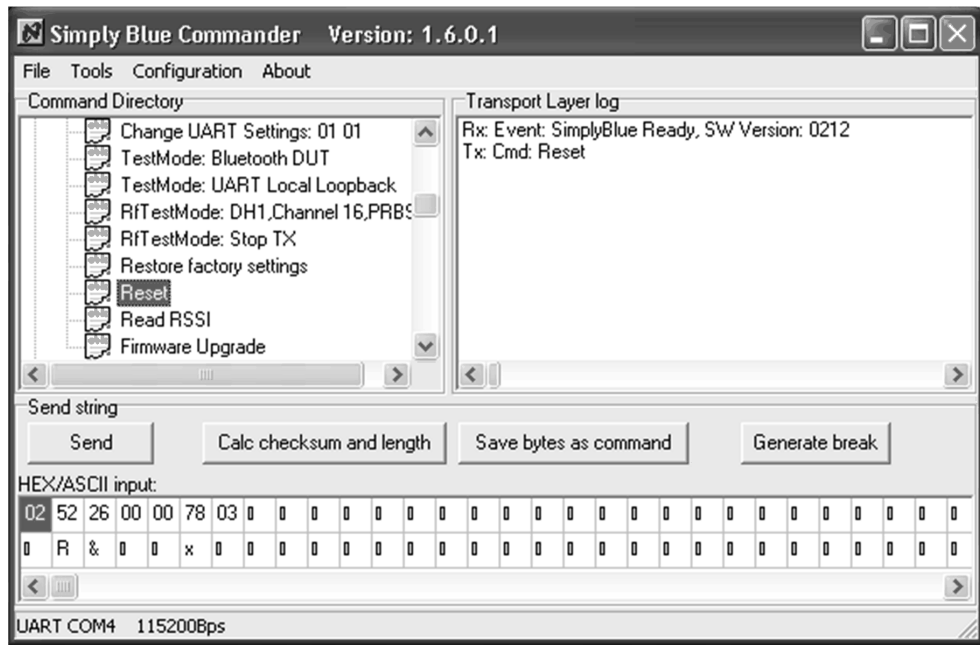 Simply Blue Commander Version: 1.6.0.1
File Tools Configuration About
Command Directory
Change UART Settings: 01 01
TestMode: Bluetooth DUT
TestMode: UART Local Loopback
RfTestMode: DH1,Channel 16,PRBS
RfTestMode: Stop TX
Restore factory settings
Reset
Read RSSI
Firmware Upgrade
Transport Layer log
Rx: Event: SimplyBlue Ready, SW Version: 0212
Tx: Cmd: Reset
Send string
Send Calc checksum and length Save bytes as command Generate break
HEX/ASCII input:
02 52 26 00 00 78 03
R & x
UART COM4 115200Bps